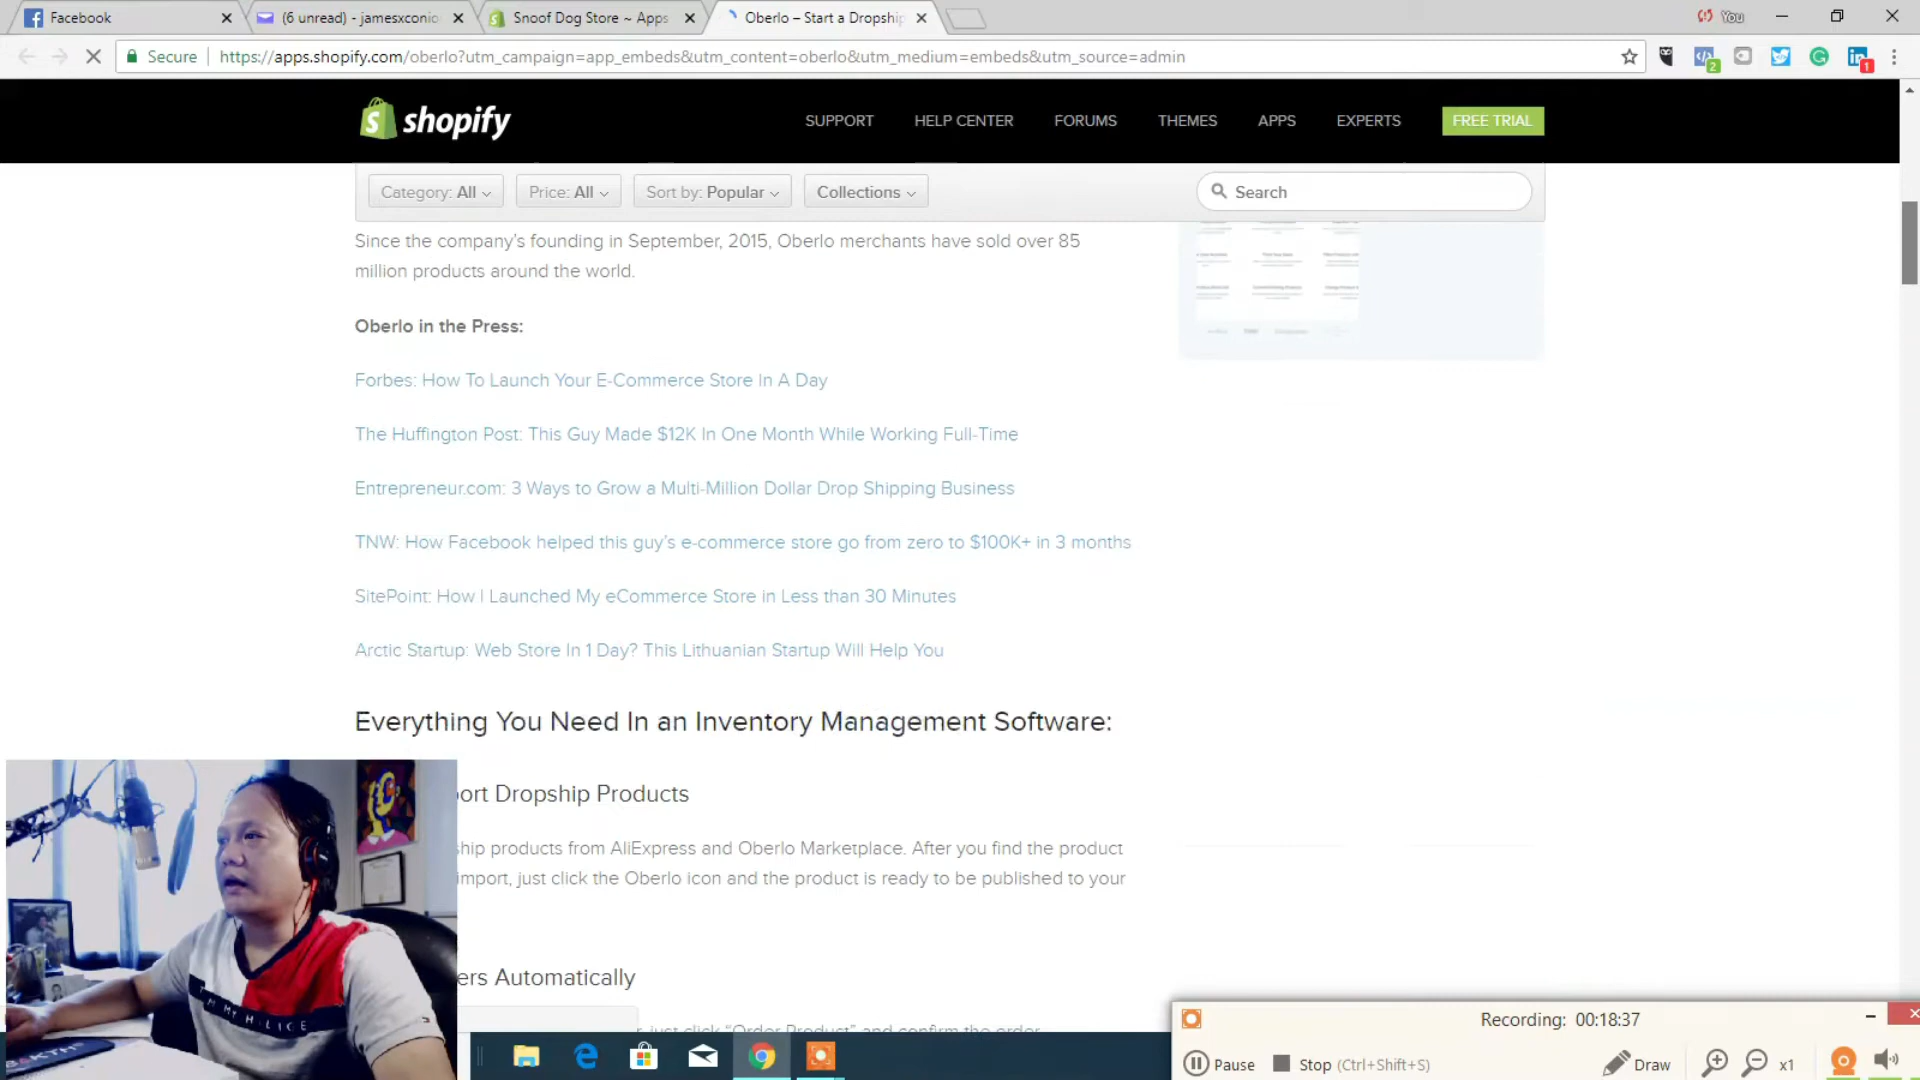 Facebook
(6 unread) - jamesxconio
Snoof Dog Store ~ Apps
Oberlo – Start a Dropship
You
Secure
https://apps.shopify.com/oberlo?utm_campaign=app_embeds&utm_content=oberlo&utm_medium=embeds&utm_source=admin
2
1
shopify
SUPPORT
HELP CENTER
FORUMS
THEMES
APPS
EXPERTS
FREE TRIAL
Category: All
Price: All
Sort by: Popular
Collections
Search
Since the company's founding in September, 2015, Oberlo merchants have sold over 85
million products around the world.
Oberlo in the Press:
Forbes: How To Launch Your E-Commerce Store In A Day
The Huffington Post: This Guy Made $12K In One Month While Working Full-Time
Entrepreneur.com: 3 Ways to Grow a Multi-Million Dollar Drop Shipping Business
TNW: How Facebook helped this guy's e-commerce store go from zero to $100K+ in 3 months
SitePoint: How I Launched My eCommerce Store in Less than 30 Minutes
Arctic Startup: Web Store In 1 Day? This Lithuanian Startup Will Help You
Everything You Need In an Inventory Management Software:
ort Dropship Products
hip products from AliExpress and Oberlo Marketplace. After you find the product
import, just click the Oberlo icon and the product is ready to be published to your
ers Automatically
just click "Order Product" and confirm the order
Recording: 00:18:37
Pause
Stop (Ctrl+Shift+S)
Draw
x1